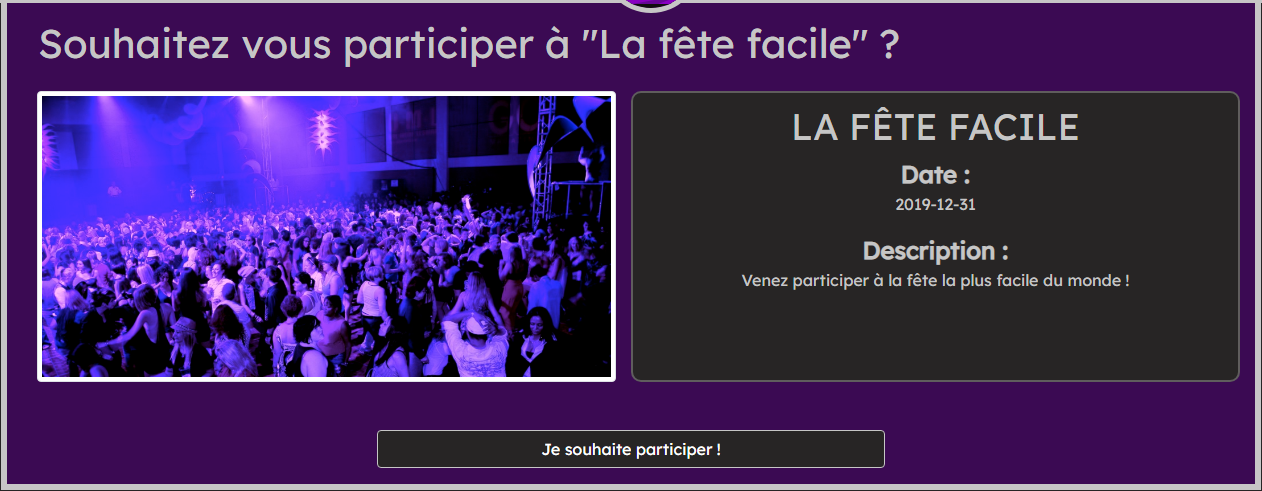 Souhaitez vous participer à "La fête facile" ?
LA FÊTE FACILE
Date :
2019-12-31
Description :
Venez participer à la fête la plus facile du monde !
Je souhaite participer !